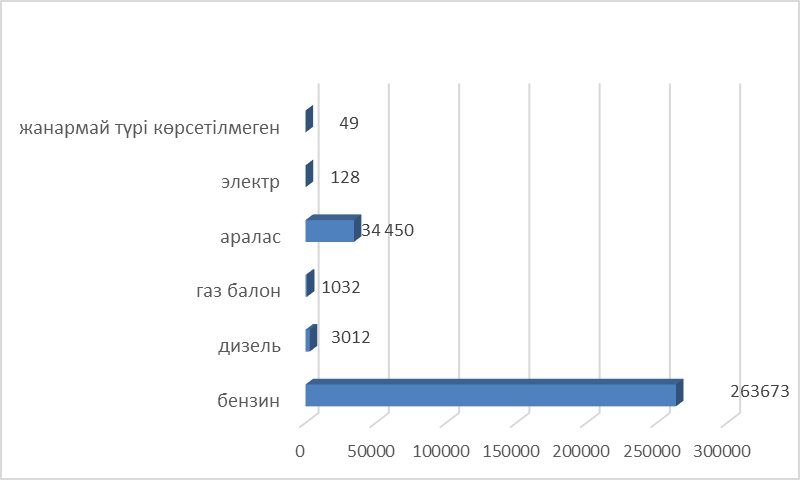 жанармай түрі көрсетілмеген 49
электр 128
аралас 34 450
газ балон 1032
дизель 3012
бензин 263673
0 50000 100000 150000 200000 250000 300000